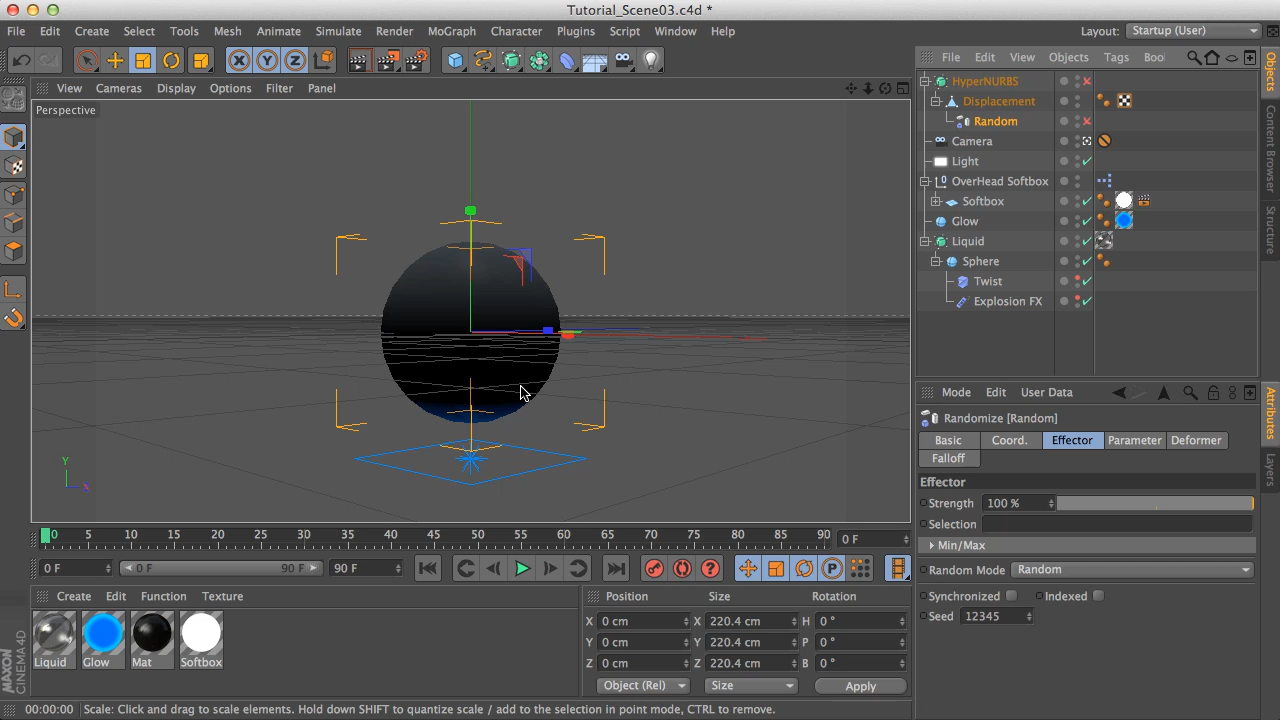 Tutorial_Scene03.c4d *
File Edit Create Select Tools Mesh Animate Simulate Render MoGraph Character Plugins Script Window Help Layout: Startup (User)
X Y Z
View Cameras Display Options Filter Panel
Perspective
Y
X
0 5 10 15 20 25 30 35 40 45 50 55 60 65 70 75 80 85 90 0 F
0 F 0 F 90 F 90 F
P
Create Edit Function Texture
Liquid Glow Mat Softbox
MAXON
CINEMA 4D
Position Size Rotation
X 0 cm X 220.4 cm H 0 °
Y 0 cm Y 220.4 cm P 0 °
Z 0 cm Z 220.4 cm B 0 °
Object (Rel) Size Apply
00:00:00 Scale: Click and drag to scale elements. Hold down SHIFT to quantize scale / add to the selection in point mode, CTRL to remove.
File Edit View Objects Tags Boo
HyperNURBS
Displacement
Random
Camera
Light
OverHead Softbox
Softbox
Glow
Liquid
Sphere
Twist
Explosion FX
Objects
Content Browser
Structure
Mode Edit User Data
Randomize [Random]
Basic Coord. Effector Parameter Deformer
Falloff
Effector
Strength 100 %
Selection
Min/Max
Random Mode Random
Synchronized Indexed
Seed 12345
Attributes
Layers